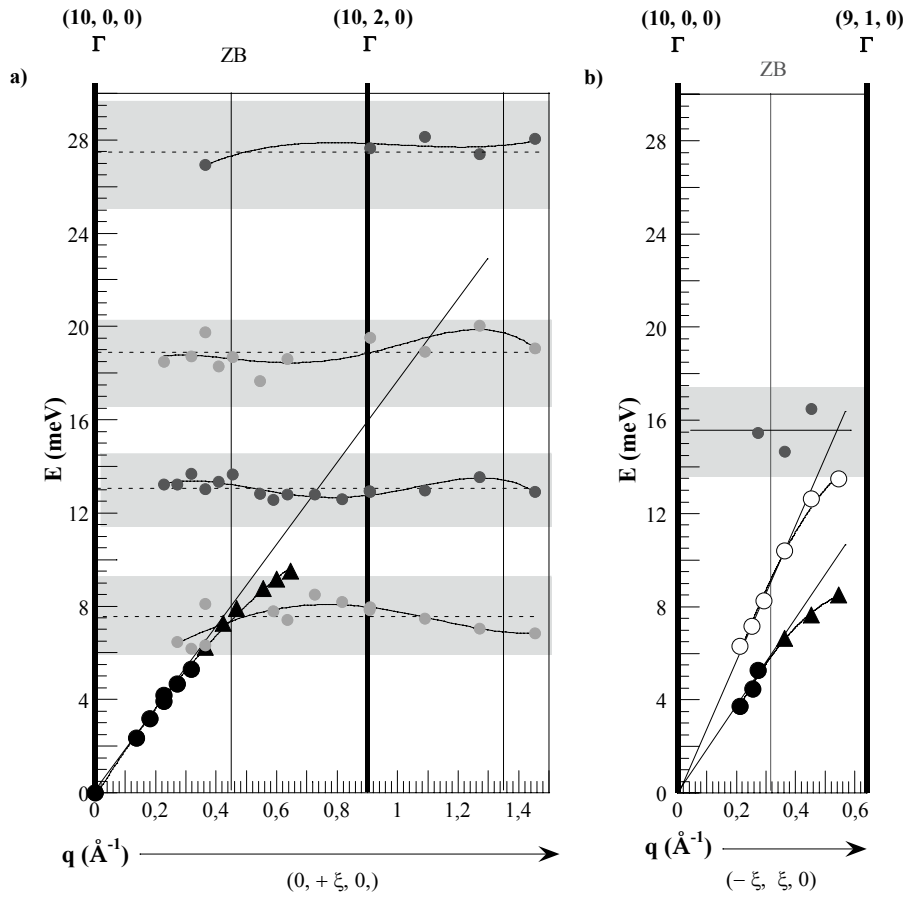 (10, 0, 0)
(10, 2, 0)
Γ
ZB
Γ
a)
28
24
20
16
12
8
4
0
E (meV)
0
0,2
0,4
0,6
0,8
1
1,2
1,4
q (Å-1)
(0, + ξ, 0,)
(10, 0, 0)
(9, 1, 0)
Γ
Γ
b)
ZB
28
24
20
16
12
8
4
0
E (meV)
0
0,2
0,4
0,6
q (Å-1)
(− ξ, ξ, 0)